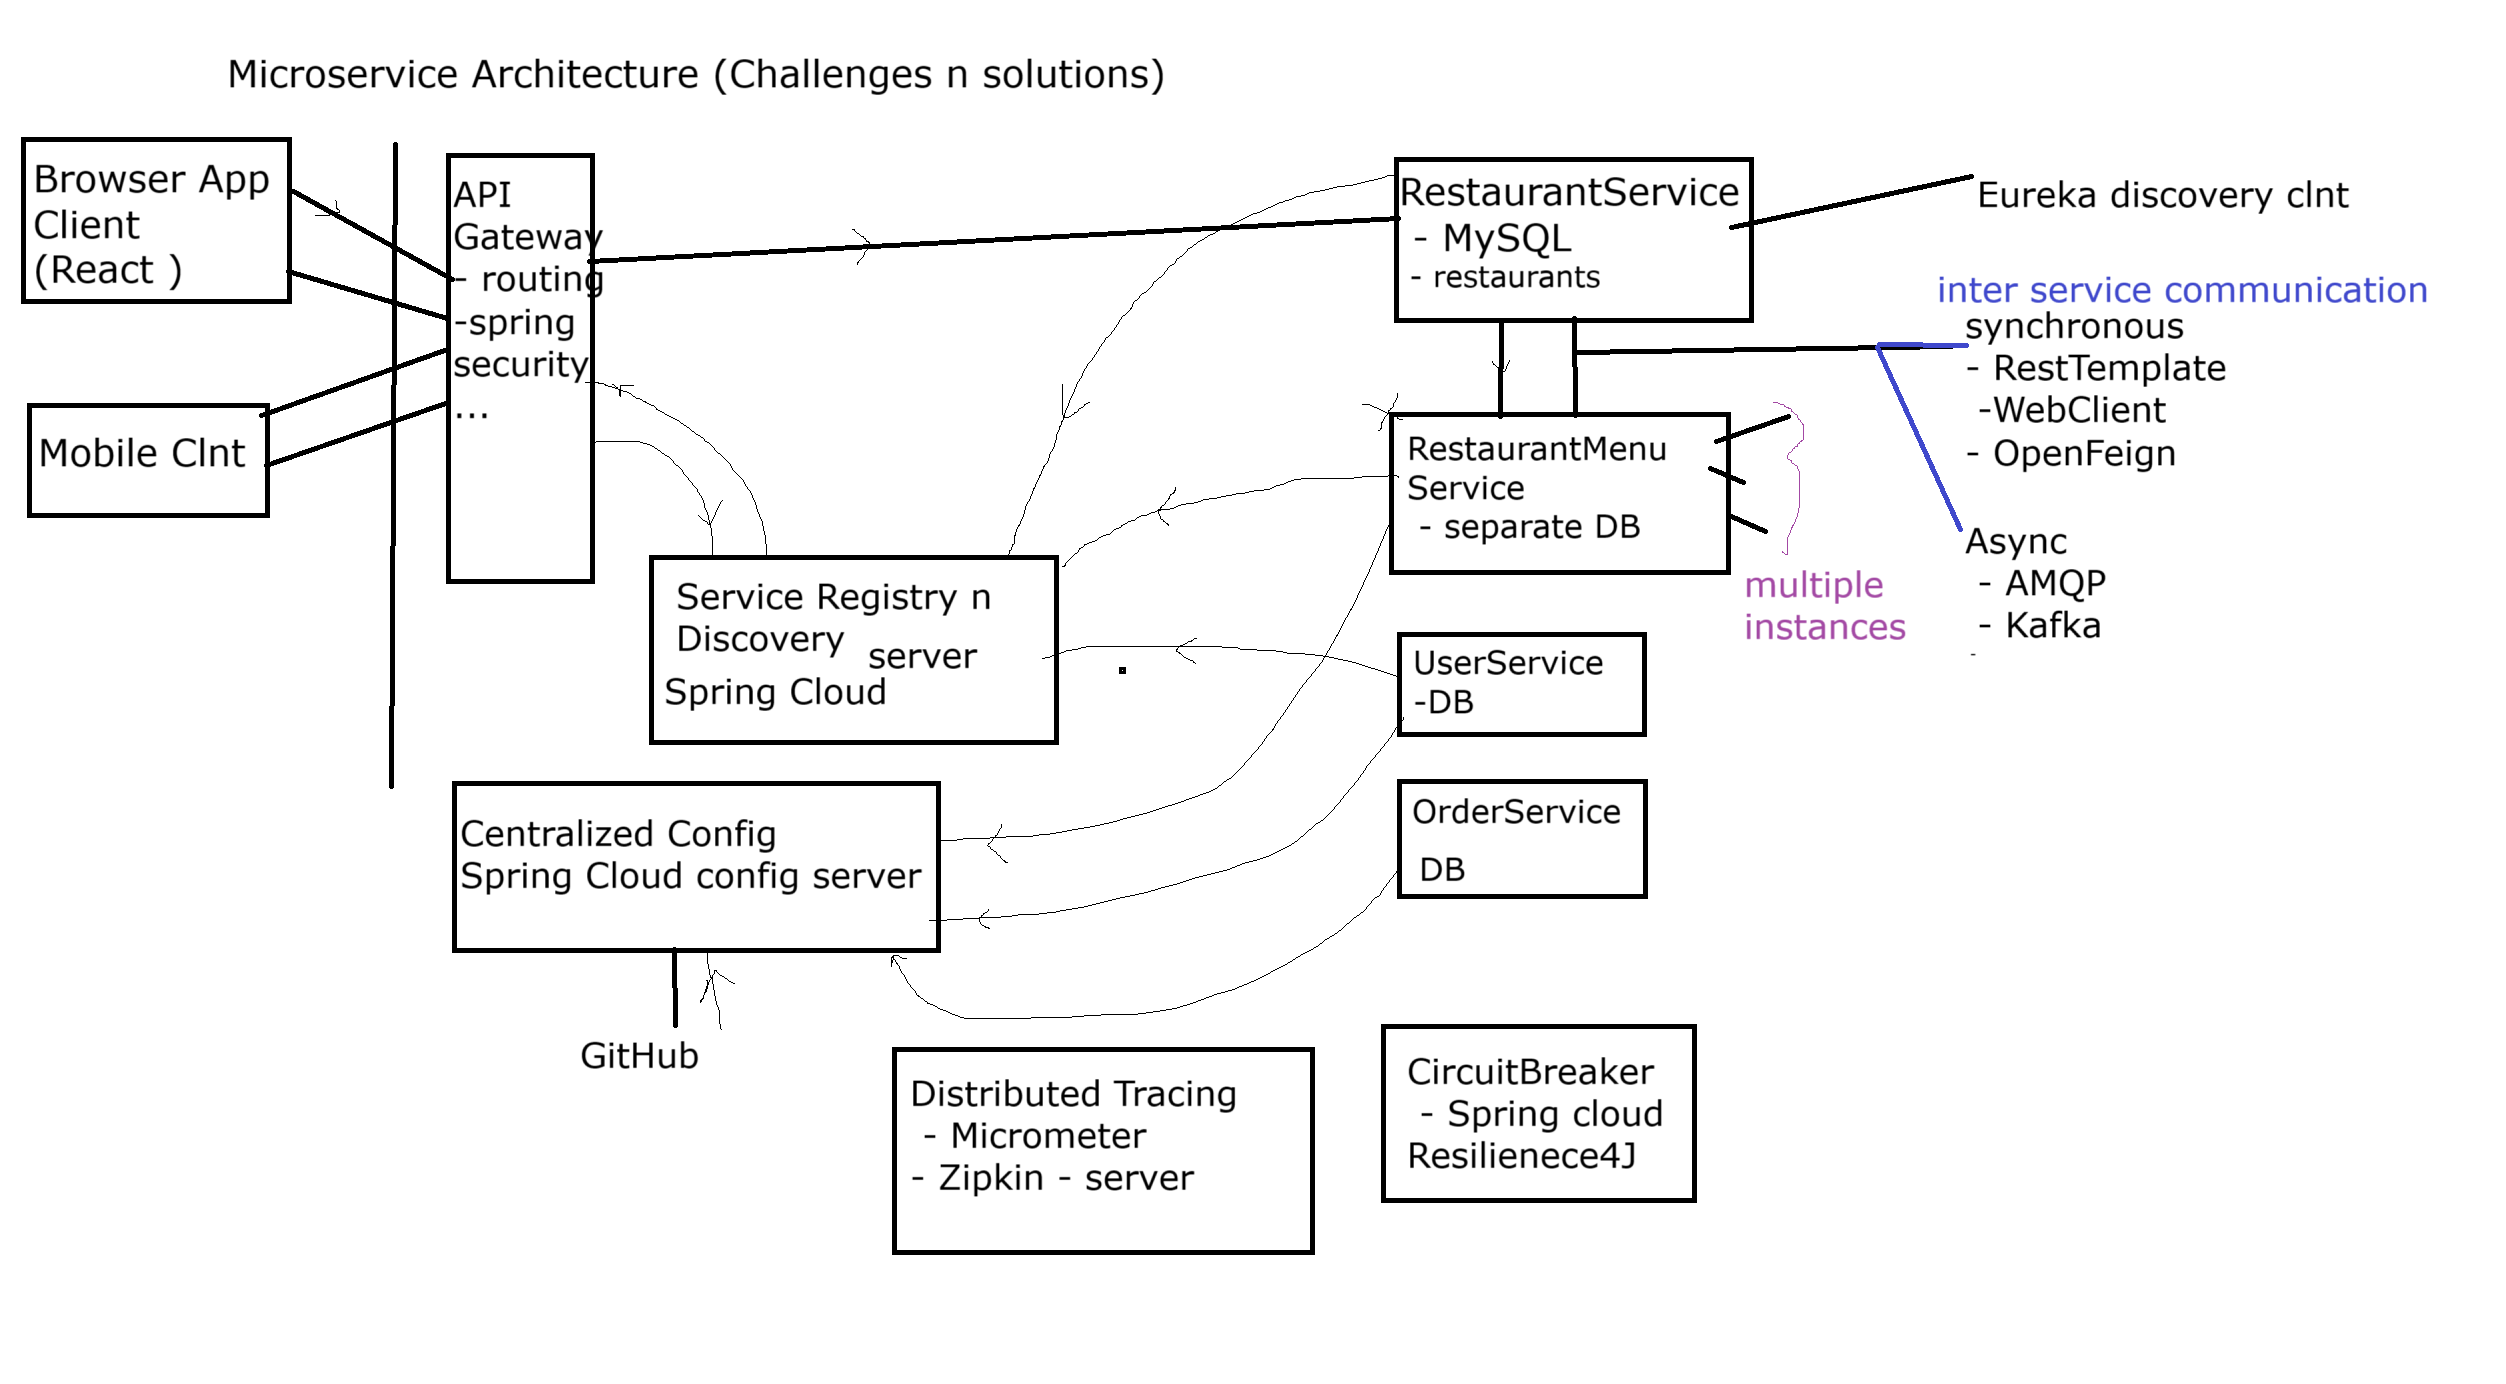 Microservice Architecture (Challenges n solutions)
Browser App
Client
(React )
Mobile Clnt
API
Gateway
- routing
-spring
security
...
RestaurantService
- MySQL
- restaurants
Eureka discovery clnt
inter service communication
synchronous
- RestTemplate
-WebClient
- OpenFeign
Async
- AMQP
- Kafka
-
RestaurantMenu
Service
- separate DB
multiple
instances
Service Registry n
Discovery
server
Spring Cloud
UserService
-DB
OrderService
DB
Centralized Config
Spring Cloud config server
GitHub
Distributed Tracing
- Micrometer
- Zipkin - server
CircuitBreaker
- Spring cloud
Resilienece4J